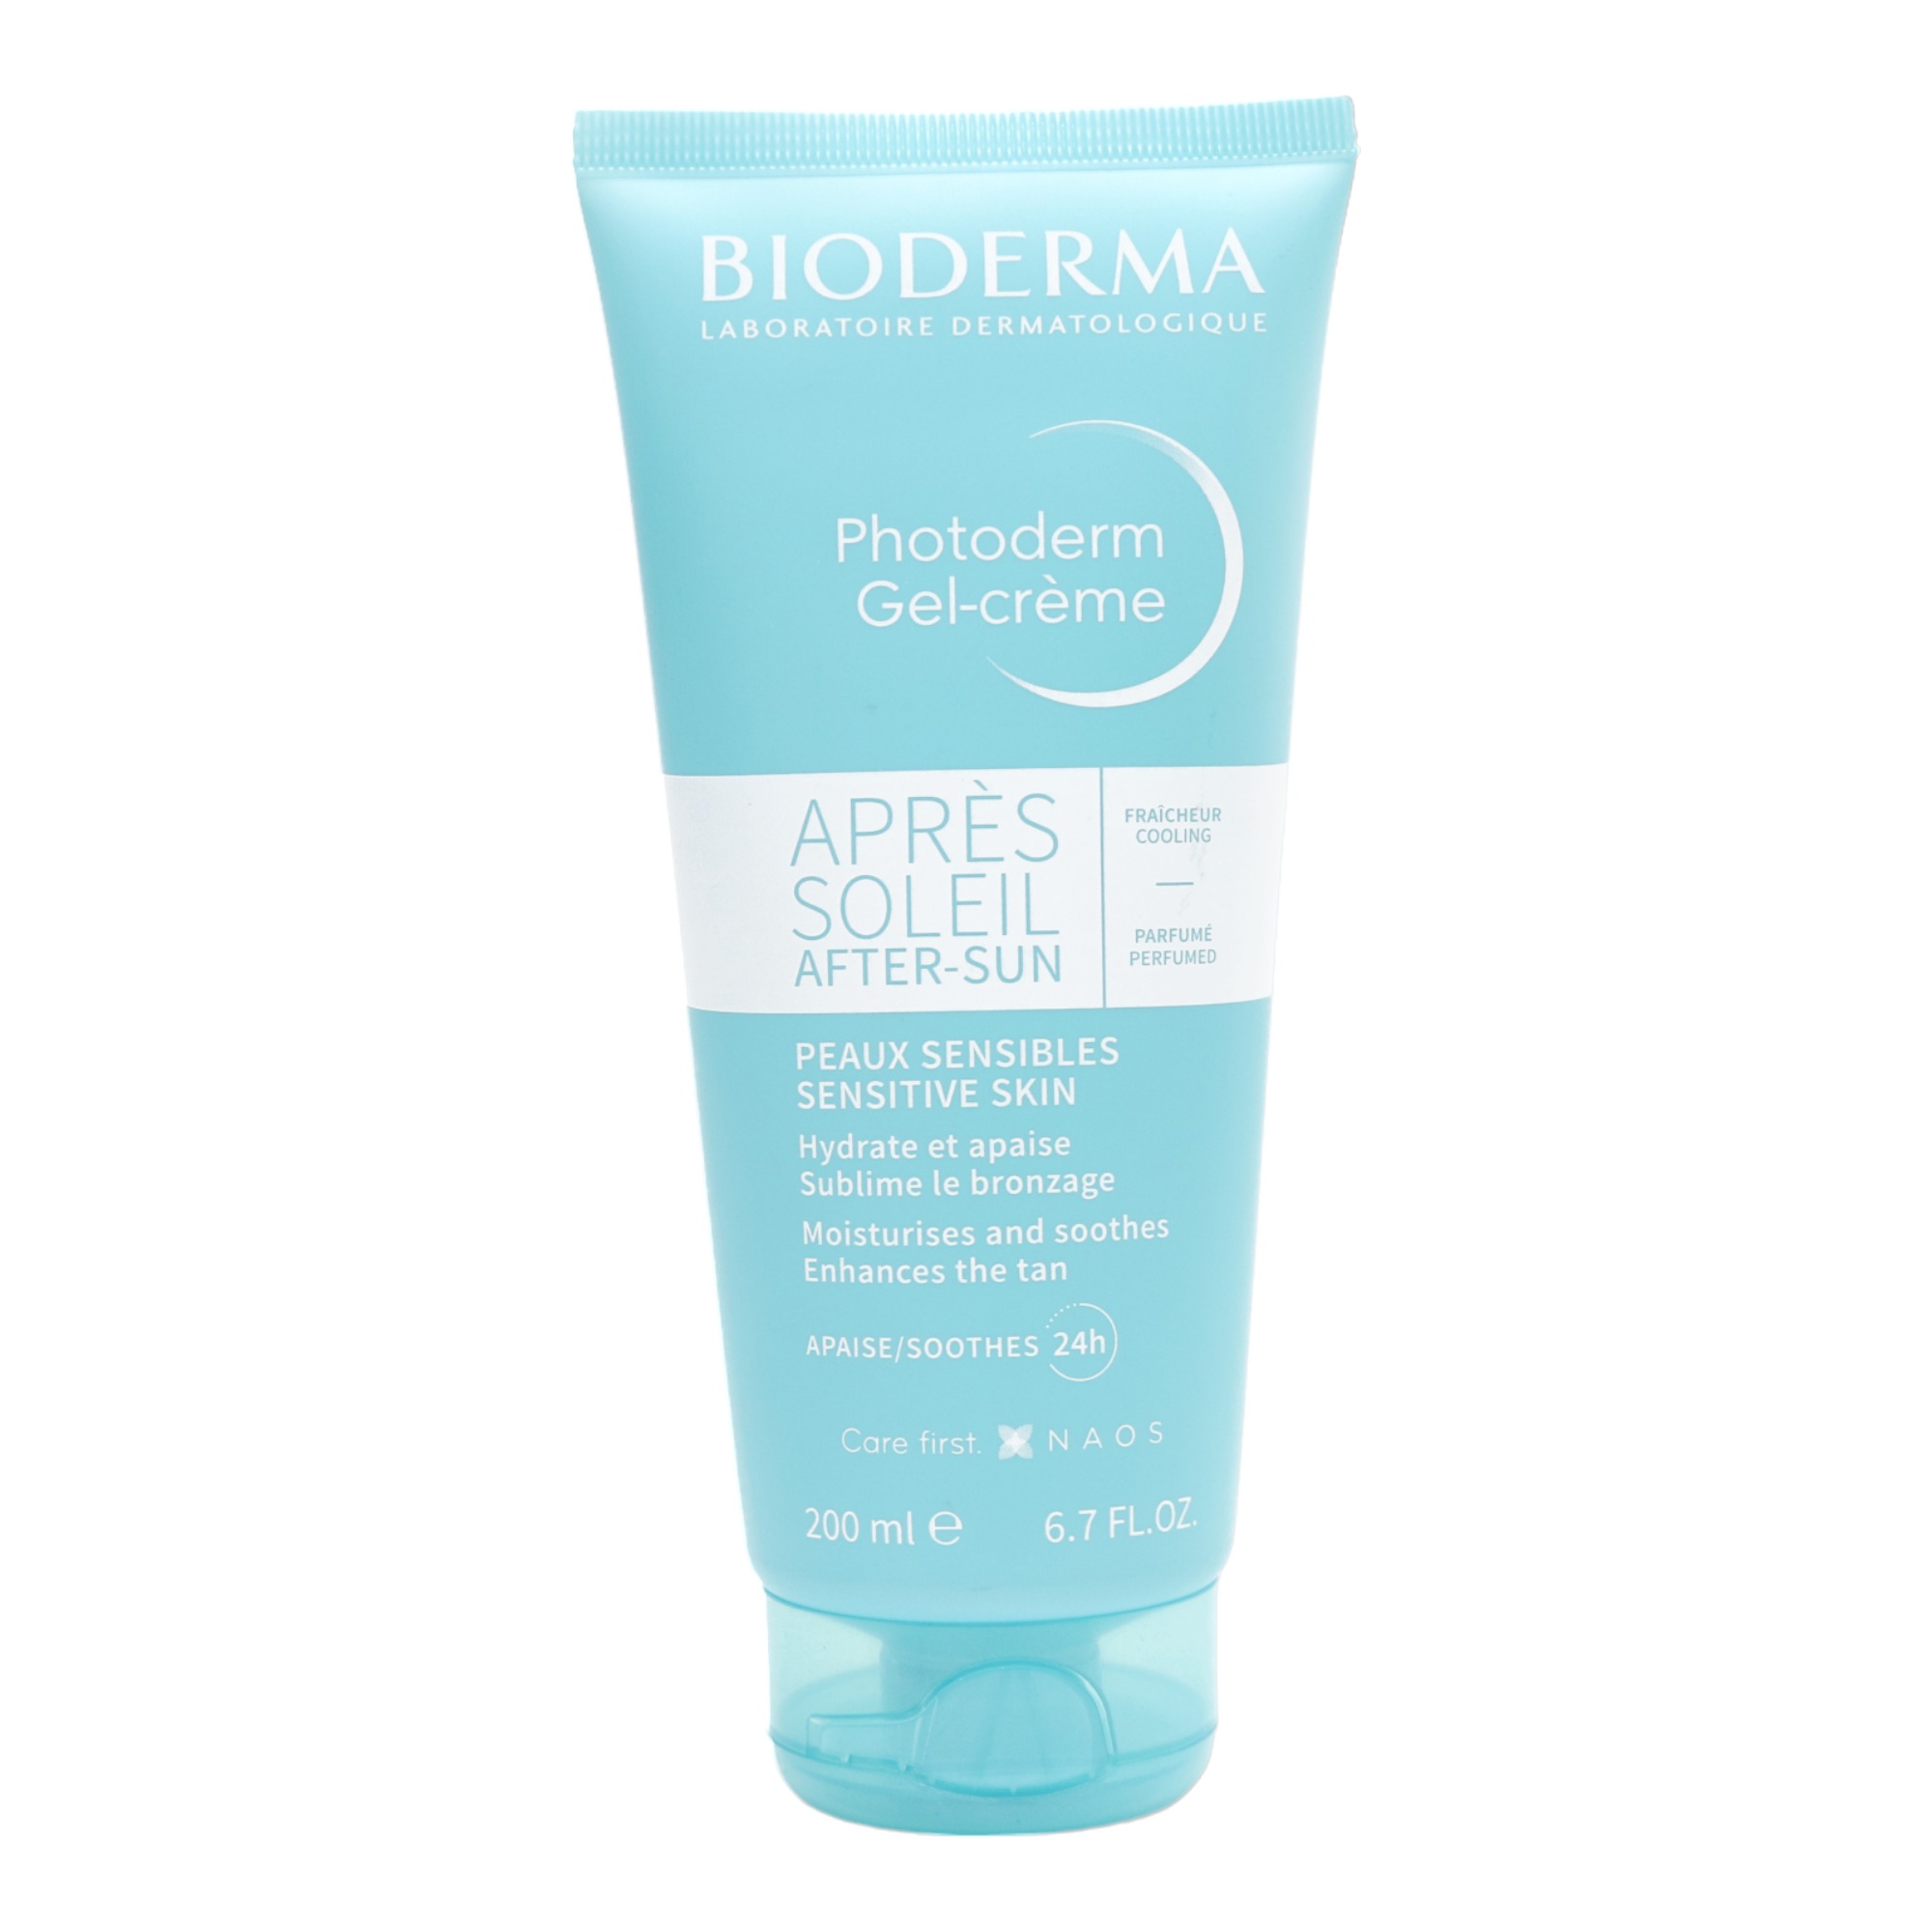 BIODERMA
LABORATOIRE DERMATOLOGIQUE
Photoderm
Gel-crème
APRÈS
SOLEIL
AFTER-SUN
FRAÎCHEUR
COOLING
PARFUMÉ
PERFUMED
PEAUX SENSIBLES
SENSITIVE SKIN
Hydrate et apaise
Sublime le bronzage
Moisturises and soothes
Enhances the tan
APAISE/SOOTHES 24h
Care first. NAOS
200 ml ℮ 6.7 FL.OZ.